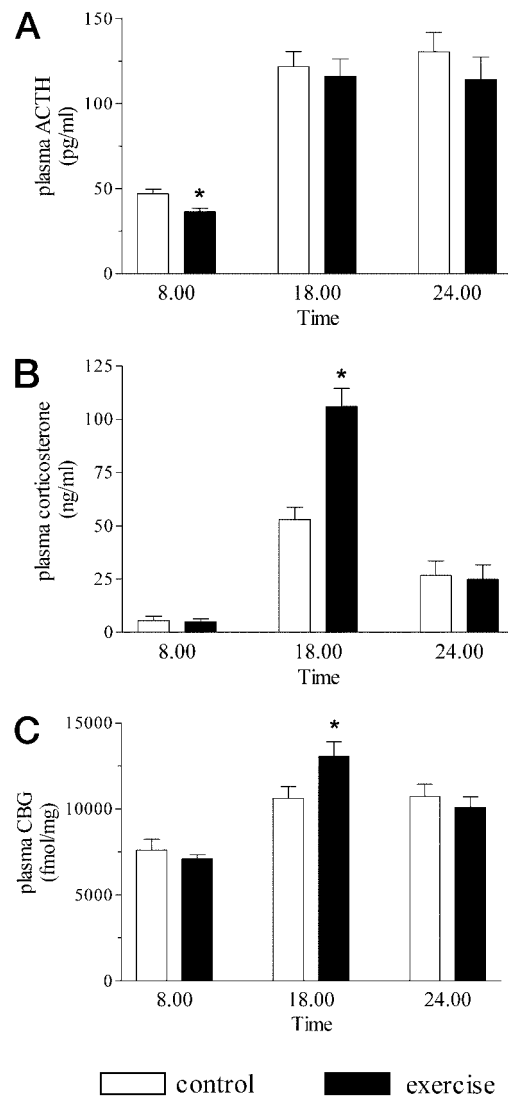 A
plasma ACTH
(pg/ml)
150
100
50
0
*
8.00
18.00
24.00
Time
B
plasma corticosterone
(ng/ml)
125
100
75
50
25
0
*
8.00
18.00
24.00
Time
C
plasma CBG
(fmol/mg)
15000
10000
5000
0
*
8.00
18.00
24.00
Time
control exercise